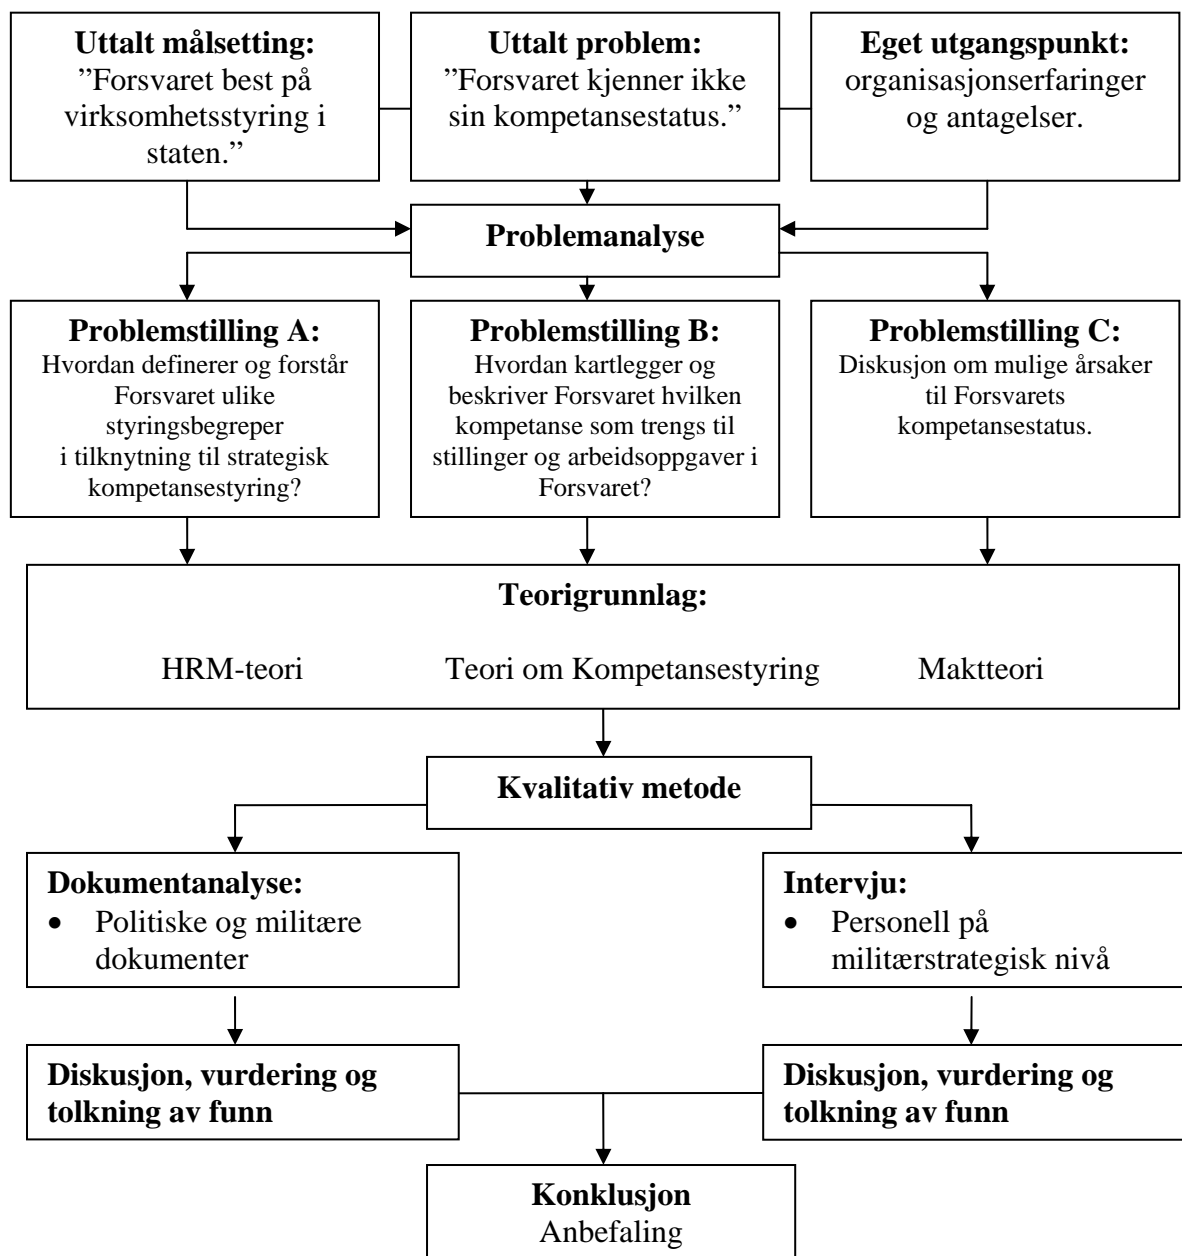 Uttalt målsetting:
”Forsvaret best på
virksomhetsstyring i
staten.”
Uttalt problem:
”Forsvaret kjenner ikke
sin kompetansestatus.”
Eget utgangspunkt:
organisasjonserfaringer
og antagelser.
Problemanalyse
Problemstilling A:
Hvordan definerer og forstår
Forsvaret ulike
styringsbegreper
i tilknytning til strategisk
kompetansestyring?
Problemstilling B:
Hvordan kartlegger og
beskriver Forsvaret hvilken
kompetanse som trengs til
stillinger og arbeidsoppgaver i
Forsvaret?
Problemstilling C:
Diskusjon om mulige årsaker
til Forsvarets
kompetansestatus.
Teorigrunnlag:
HRM-teori Teori om Kompetansestyring Maktteori
Kvalitativ metode
Dokumentanalyse:
• Politiske og militære
dokumenter
Intervju:
• Personell på
militærstrategisk nivå
Diskusjon, vurdering og
tolkning av funn
Diskusjon, vurdering og
tolkning av funn
Konklusjon
Anbefaling